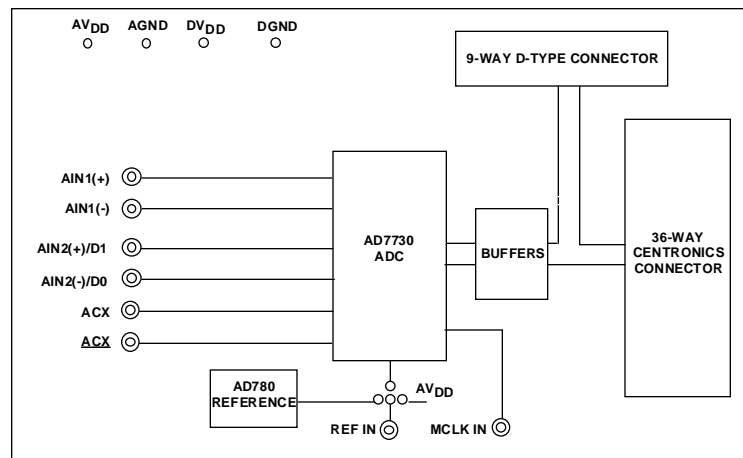 AVDD AGND DVDD DGND
9-WAY D-TYPE CONNECTOR
AIN1(+)
AIN1(-)
AIN2(+)/D1
AIN2(-)/D0
ACX
ACX
AD7730
ADC
BUFFERS
36-WAY
CENTRONICS
CONNECTOR
AD780
REFERENCE
AVDD
REF IN
MCLK IN